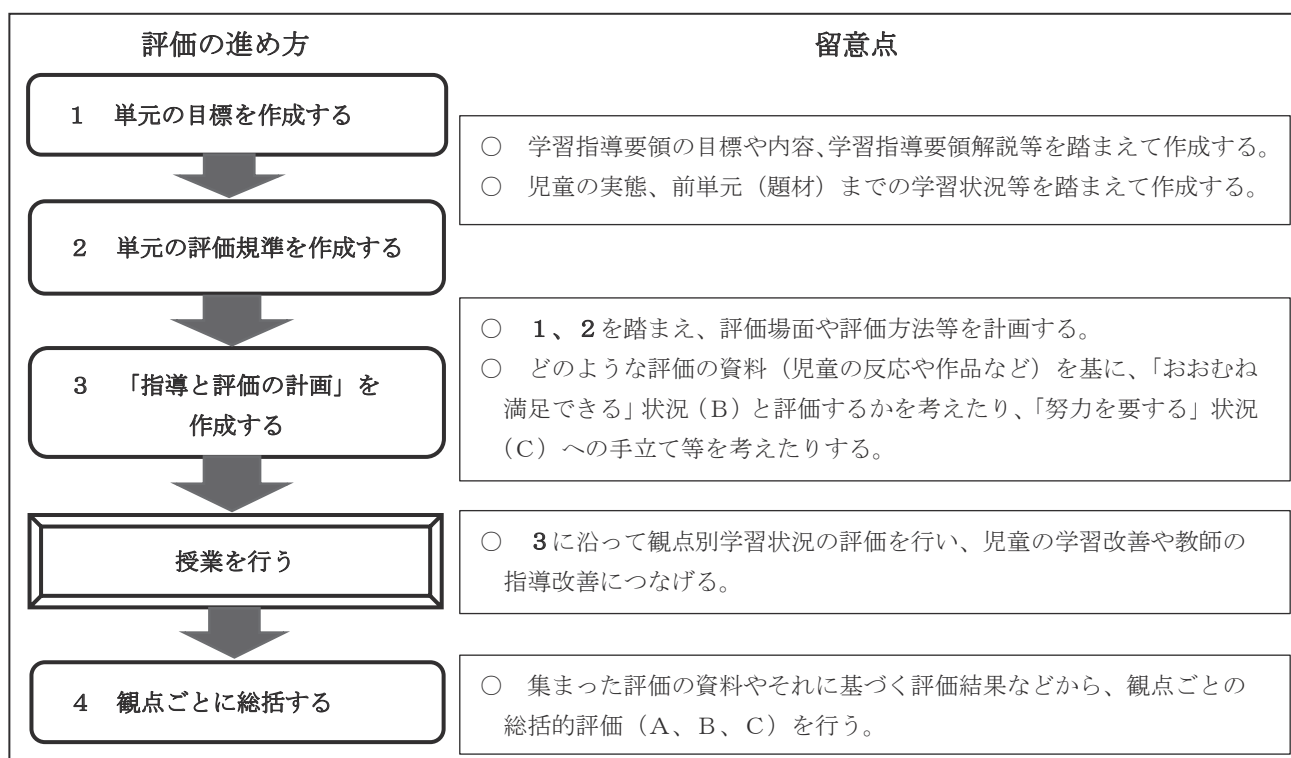 評価の進め方
留意点
１　単元の目標を作成する
○　学習指導要領の目標や内容、学習指導要領解説等を踏まえて作成する。
○　児童の実態、前単元（題材）までの学習状況等を踏まえて作成する。
２　単元の評価規準を作成する
○　１、２を踏まえ、評価場面や評価方法等を計画する。
○　どのような評価の資料（児童の反応や作品など）を基に、「おおむね
満足できる」状況（Ｂ）と評価するかを考えたり、「努力を要する」状況
（Ｃ）への手立て等を考えたりする。
３　「指導と評価の計画」を
作成する
授業を行う
○　３に沿って観点別学習状況の評価を行い、児童の学習改善や教師の
指導改善につなげる。
４　観点ごとに総括する
○　集まった評価の資料やそれに基づく評価結果などから、観点ごとの
総括的評価（Ａ、Ｂ、Ｃ）を行う。